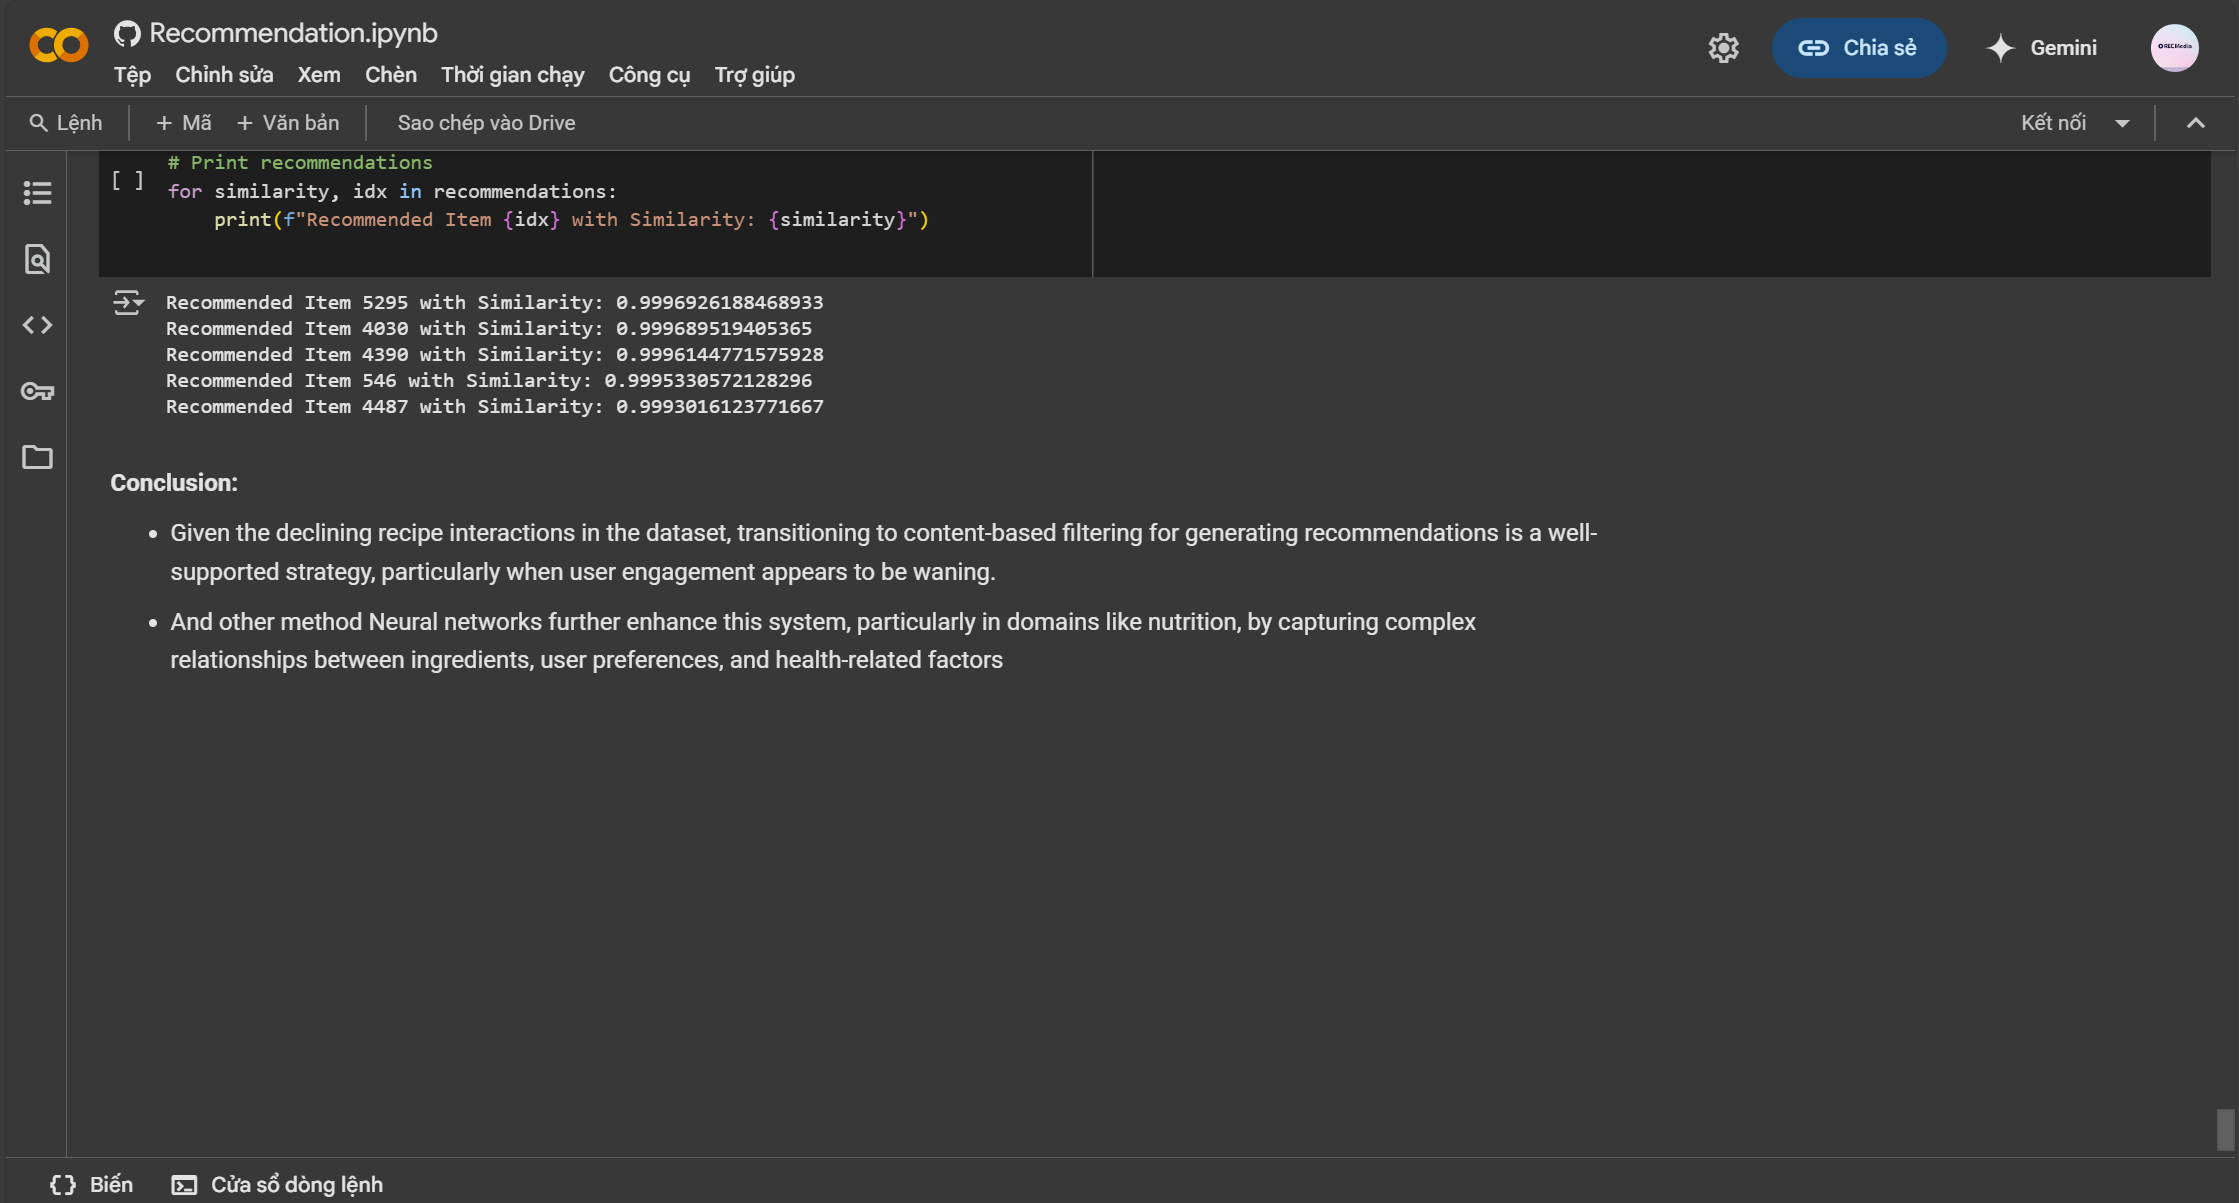 Recommendation.ipynb
Tệp Chỉnh sửa Xem Chèn Thời gian chạy Công cụ Trợ giúp
Chia sẻ
Gemini
RECMedia
Lệnh + Mã + Văn bản Sao chép vào Drive
Kết nối
# Print recommendations
[ ] for similarity, idx in recommendations:
print(f"Recommended Item {idx} with Similarity: {similarity}")
Recommended Item 5295 with Similarity: 0.9996926188468933
Recommended Item 4030 with Similarity: 0.999689519405365
Recommended Item 4390 with Similarity: 0.9996144771575928
Recommended Item 546 with Similarity: 0.9995330572128296
Recommended Item 4487 with Similarity: 0.9993016123771667
Conclusion:
• Given the declining recipe interactions in the dataset, transitioning to content-based filtering for generating recommendations is a well-
supported strategy, particularly when user engagement appears to be waning.
• And other method Neural networks further enhance this system, particularly in domains like nutrition, by capturing complex
relationships between ingredients, user preferences, and health-related factors
Biến Cửa sổ dòng lệnh